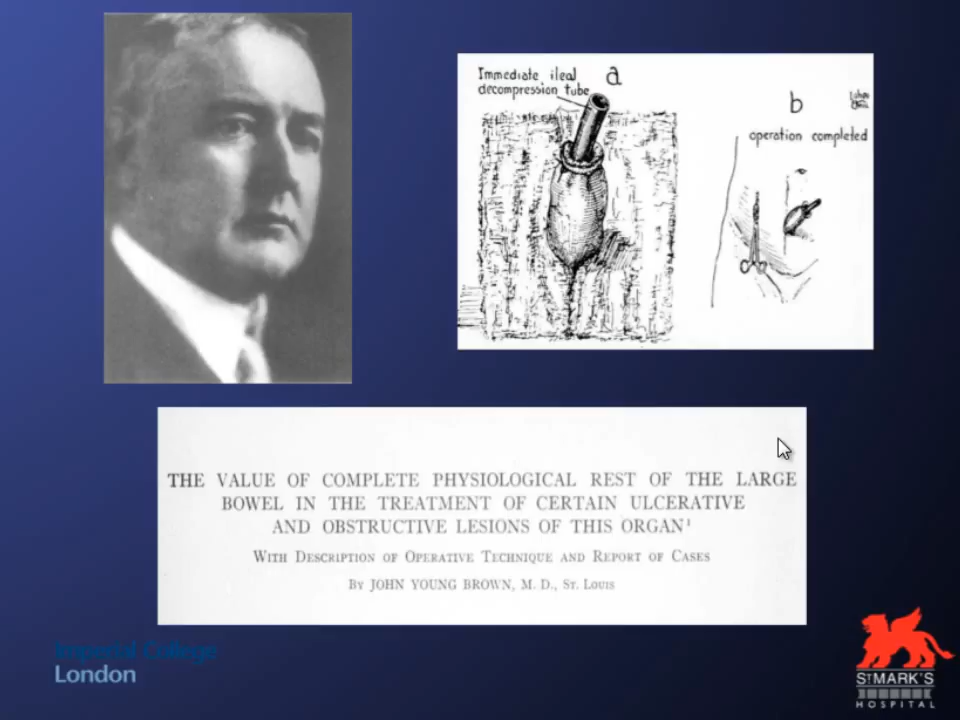 Immediate ileal a
decompression tube
b
operation completed
THE VALUE OF COMPLETE PHYSIOLOGICAL REST OF THE LARGE
BOWEL IN THE TREATMENT OF CERTAIN ULCERATIVE
AND OBSTRUCTIVE LESIONS OF THIS ORGAN¹
WITH DESCRIPTION OF OPERATIVE TECHNIQUE AND REPORT OF CASES
BY JOHN YOUNG BROWN, M. D., ST. LOUIS
Imperial College
London
ST MARK'S
HOSPITAL